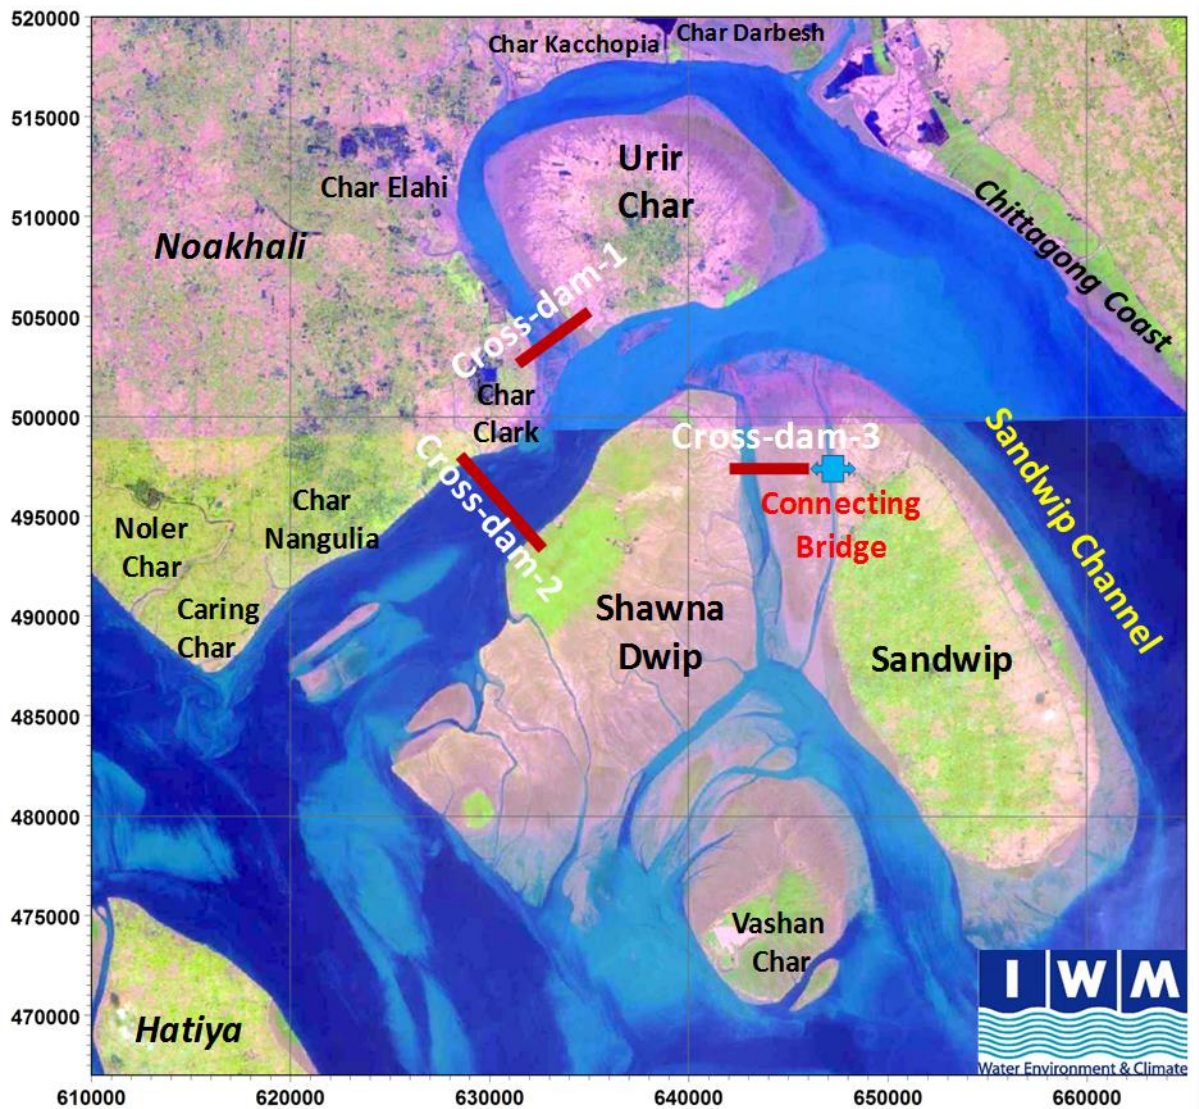 520000
515000
510000
505000
500000
495000
490000
485000
480000
475000
470000
Char Kacchopia
Char Darbesh
Urir
Char
Char Elahi
Noakhali
Chittagong Coast
Cross-dam-1
Char
Clark
Cross-dam-2
Cross-dam-3
Connecting
Bridge
Sandwip Channel
Char
Nangulia
Noler
Char
Caring
Char
Shawna
Dwip
Sandwip
Vashan
Char
Hatiya
IWM
Water Environment & Climate
610000
620000
630000
640000
650000
660000